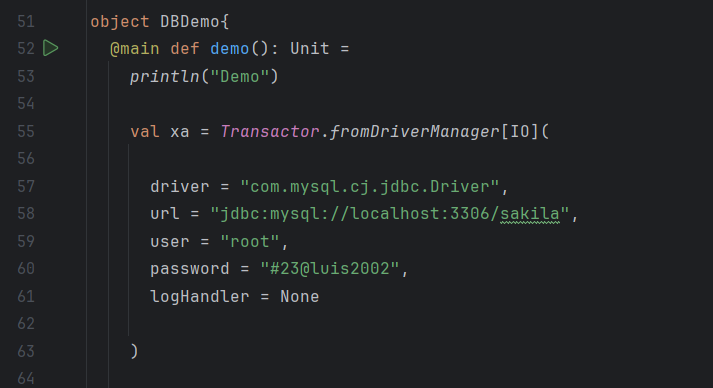 51 object DBDemo{
52 @main def demo(): Unit =
53 println("Demo")
54
55 val xa = Transactor.fromDriverManager[IO](
56
57 driver = "com.mysql.cj.jdbc.Driver",
58 url = "jdbc:mysql://localhost:3306/sakila",
59 user = "root",
60 password = "#23@luis2002",
61 logHandler = None
62
63 )
64